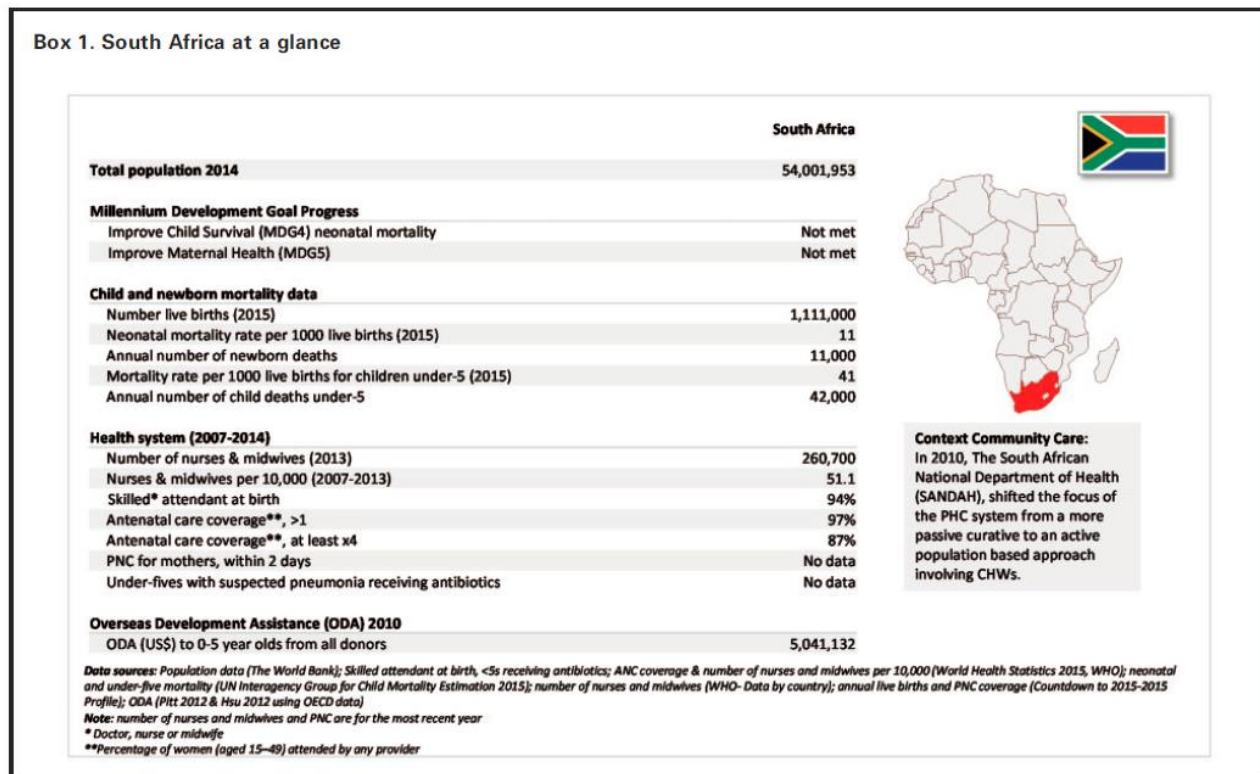 Box 1. South Africa at a glance
South Africa
Total population 2014 54,001,953
Millennium Development Goal Progress
Improve Child Survival (MDG4) neonatal mortality Not met
Improve Maternal Health (MDG5) Not met
Child and newborn mortality data
Number live births (2015) 1,111,000
Neonatal mortality rate per 1000 live births (2015) 11
Annual number of newborn deaths 11,000
Mortality rate per 1000 live births for children under-5 (2015) 41
Annual number of child deaths under-5 42,000
Health system (2007-2014)
Number of nurses & midwives (2013) 260,700
Nurses & midwives per 10,000 (2007-2013) 51.1
Skilled* attendant at birth 94%
Antenatal care coverage**, >1 97%
Antenatal care coverage**, at least x4 87%
PNC for mothers, within 2 days No data
Under-fives with suspected pneumonia receiving antibiotics No data
Overseas Development Assistance (ODA) 2010
ODA (US$) to 0-5 year olds from all donors 5,041,132
Context Community Care:
In 2010, The South African
National Department of Health
(SANDAH), shifted the focus of
the PHC system from a more
passive curative to an active
population based approach
involving CHWs.
Data sources: Population data (The World Bank); Skilled attendant at birth, <5s receiving antibiotics; ANC coverage & number of nurses and midwives per 10,000 (World Health Statistics 2015, WHO); neonatal
and under-five mortality (UN Interagency Group for Child Mortality Estimation 2015); number of nurses and midwives (WHO- Data by country); annual live births and PNC coverage (Countdown to 2015-2015
Profile); ODA (Pitt 2012 & Hsu 2012 using OECD data)
Note: number of nurses and midwives and PNC are for the most recent year
* Doctor, nurse or midwife
**Percentage of women (aged 15–49) attended by any provider